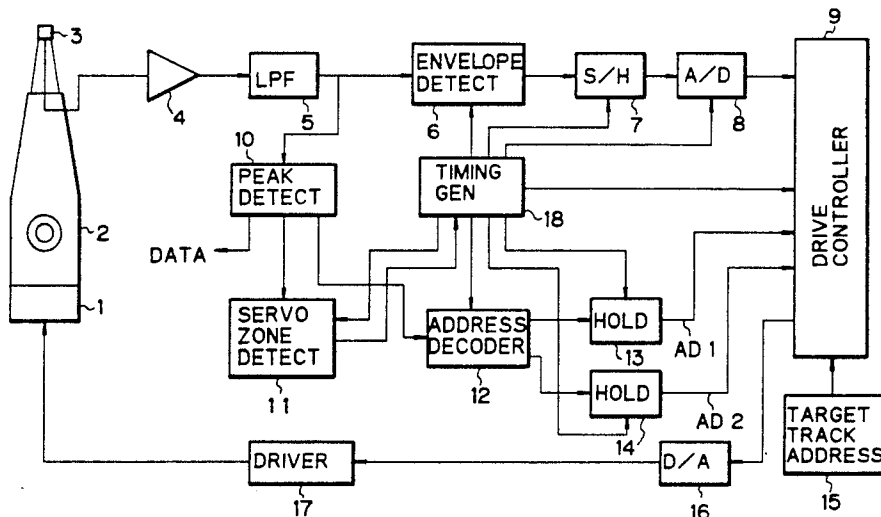 3
9
LPF
ENVELOPE
DETECT
S/H
A/D
4
5
6
7
8
10
PEAK
DETECT
TIMING
GEN
18
2
DATA
DRIVE
CONTROLLER
1
SERVO
ZONE
DETECT
ADDRESS
DECODER
HOLD
13
AD 1
11
12
HOLD
14
AD 2
TARGET
TRACK
ADDRESS
DRIVER
D/A
17
16
15